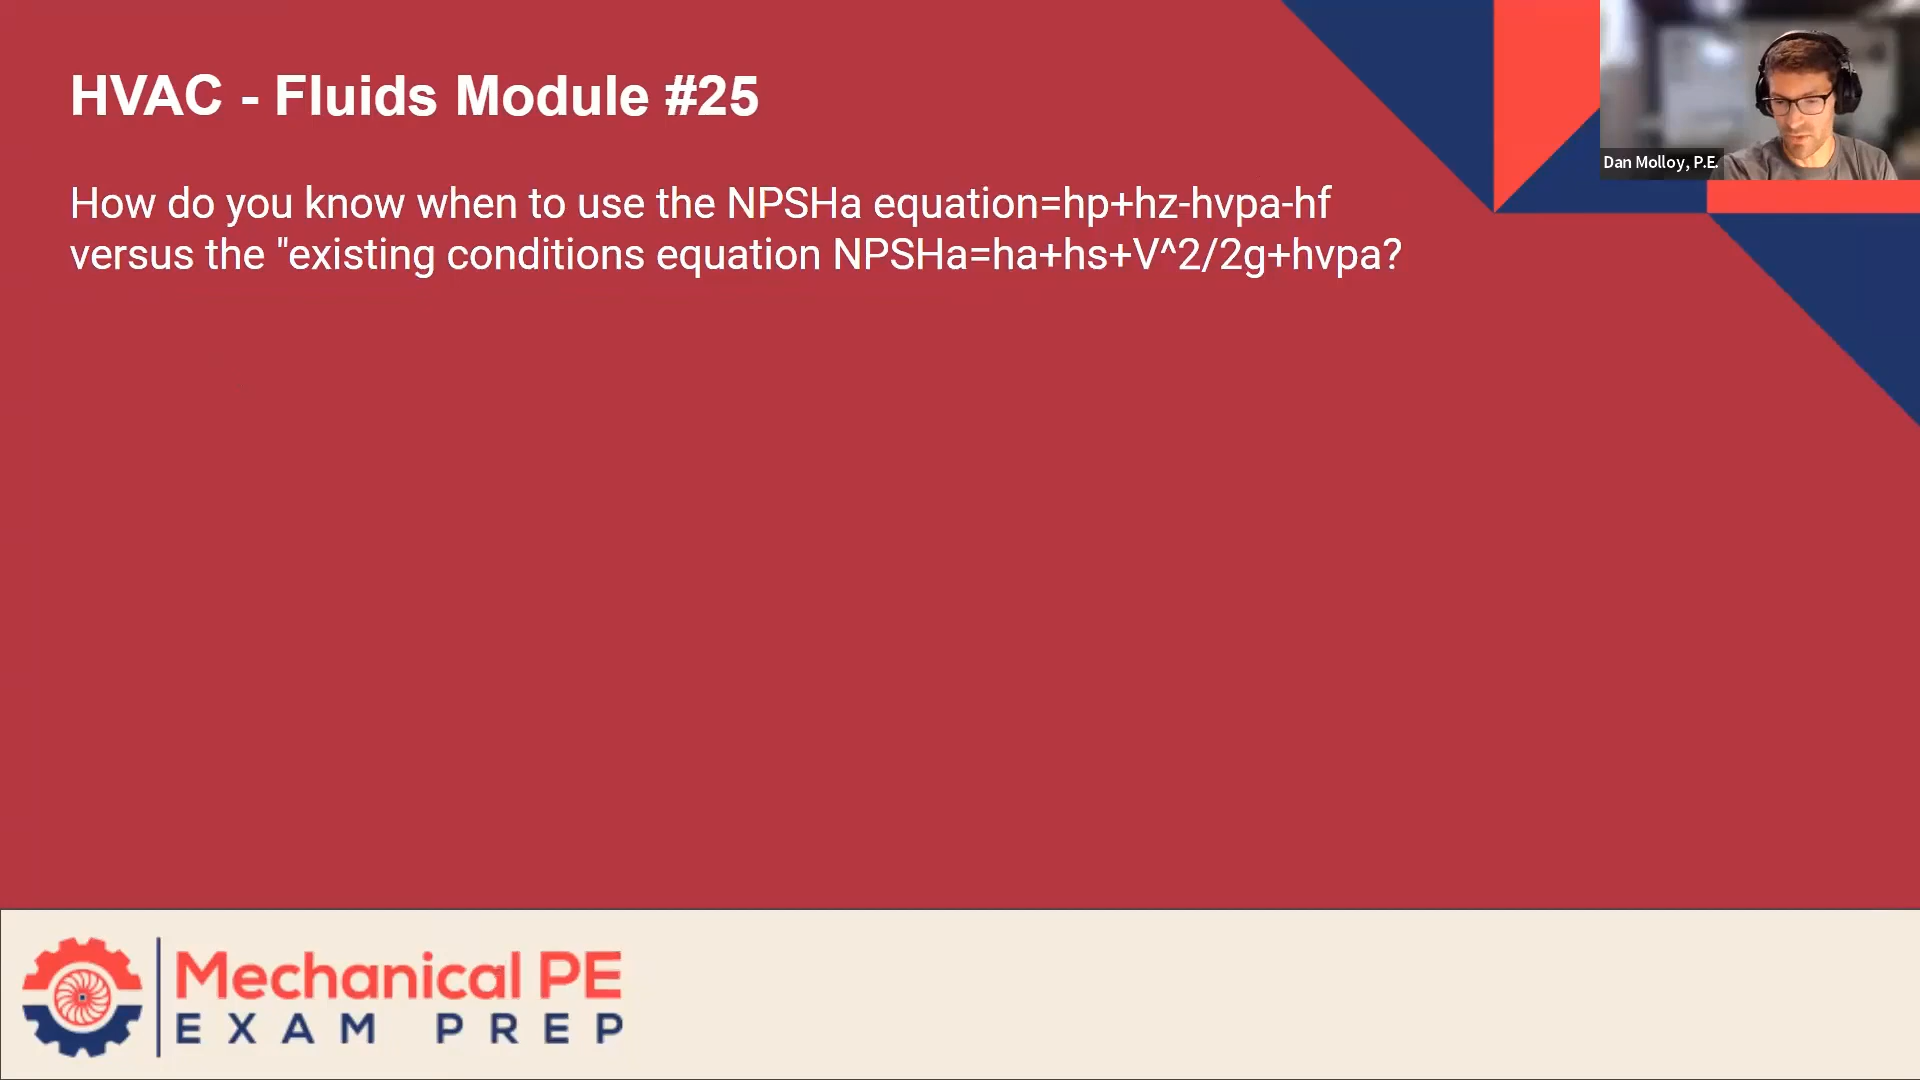 HVAC - Fluids Module #25
Dan Molloy, P.E.
How do you know when to use the NPSHa equation=hp+hz-hvpa-hf
versus the "existing conditions equation NPSHa=ha+hs+V^2/2g+hvpa?
Mechanical PE
EXAM PREP